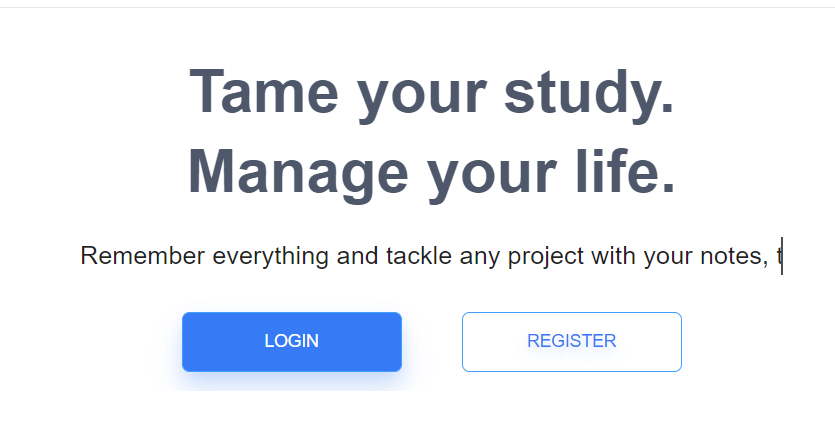 Tame your study.
Manage your life.
Remember everything and tackle any project with your notes, t
LOGIN
REGISTER